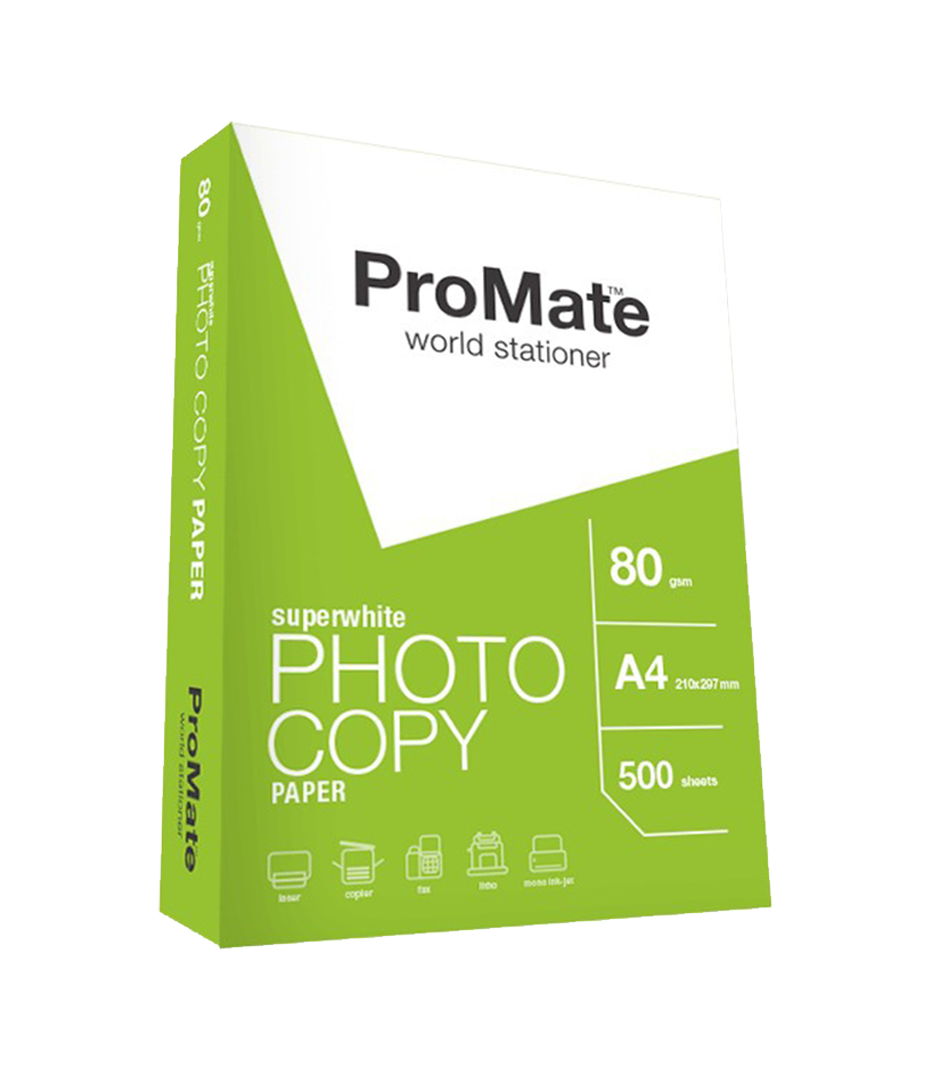 80 gsm superwhite PHOTO COPY PAPER
ProMate
world stationer
ProMate™
world stationer
superwhite
PHOTO
COPY
PAPER
80 gsm
A4 210x297mm
500 sheets
laser
copier
fax
litho
mono ink-jet